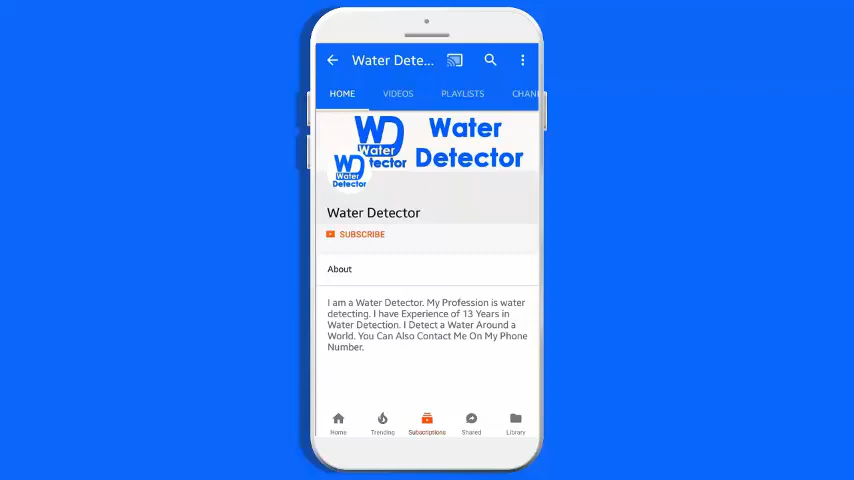 Water Dete...
HOME VIDEOS PLAYLISTS CHAN
WD
Water
Detector
Water
Detector
WD
Water
Detector
Water Detector
SUBSCRIBE
About
I am a Water Detector. My Profession is water
detecting. I have Experience of 13 Years in
Water Detection. I Detect a Water Around a
World. You Can Also Contact Me On My Phone
Number.
Home Trending Subscriptions Shared Library